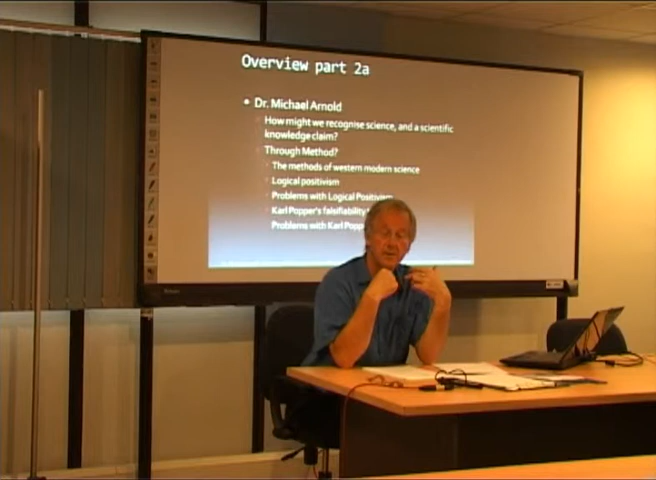 Overview part 2a
• Dr. Michael Arnold
How might we recognise science, and a scientific
knowledge claim?
Through Method?
The methods of western modern science
Logical positivism
Problems with Logical Positivism
Karl Popper's falsifiability
Problems with Karl Popp